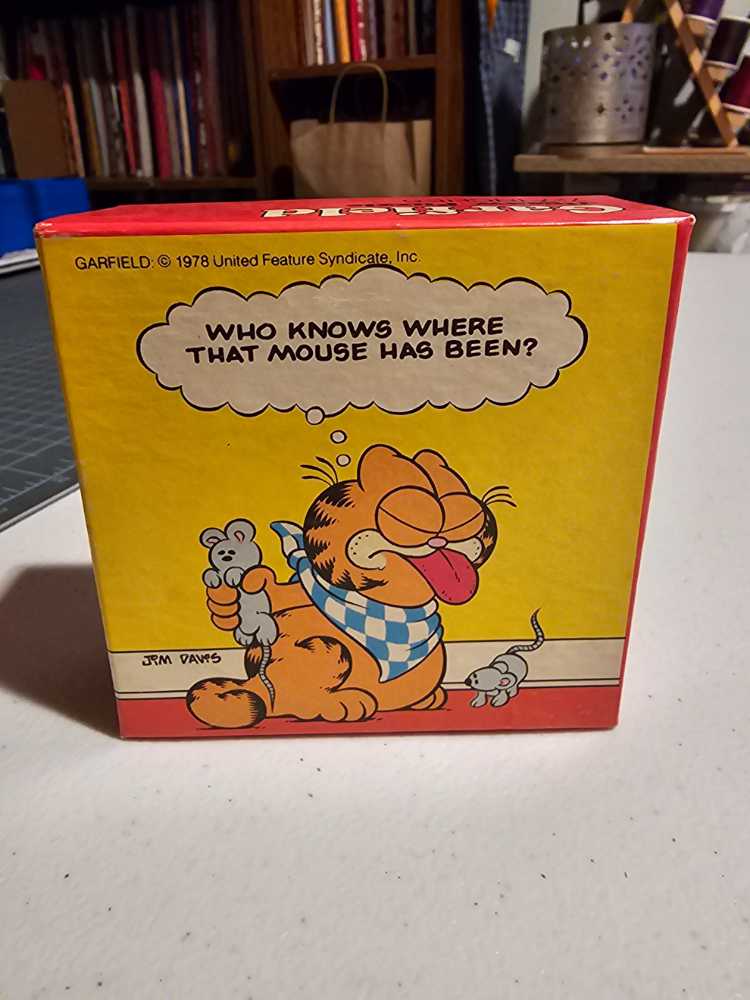 Garfield
GARFIELD: © 1978 United Feature Syndicate, Inc.
WHO KNOWS WHERE
THAT MOUSE HAS BEEN?
JIM DAVIS